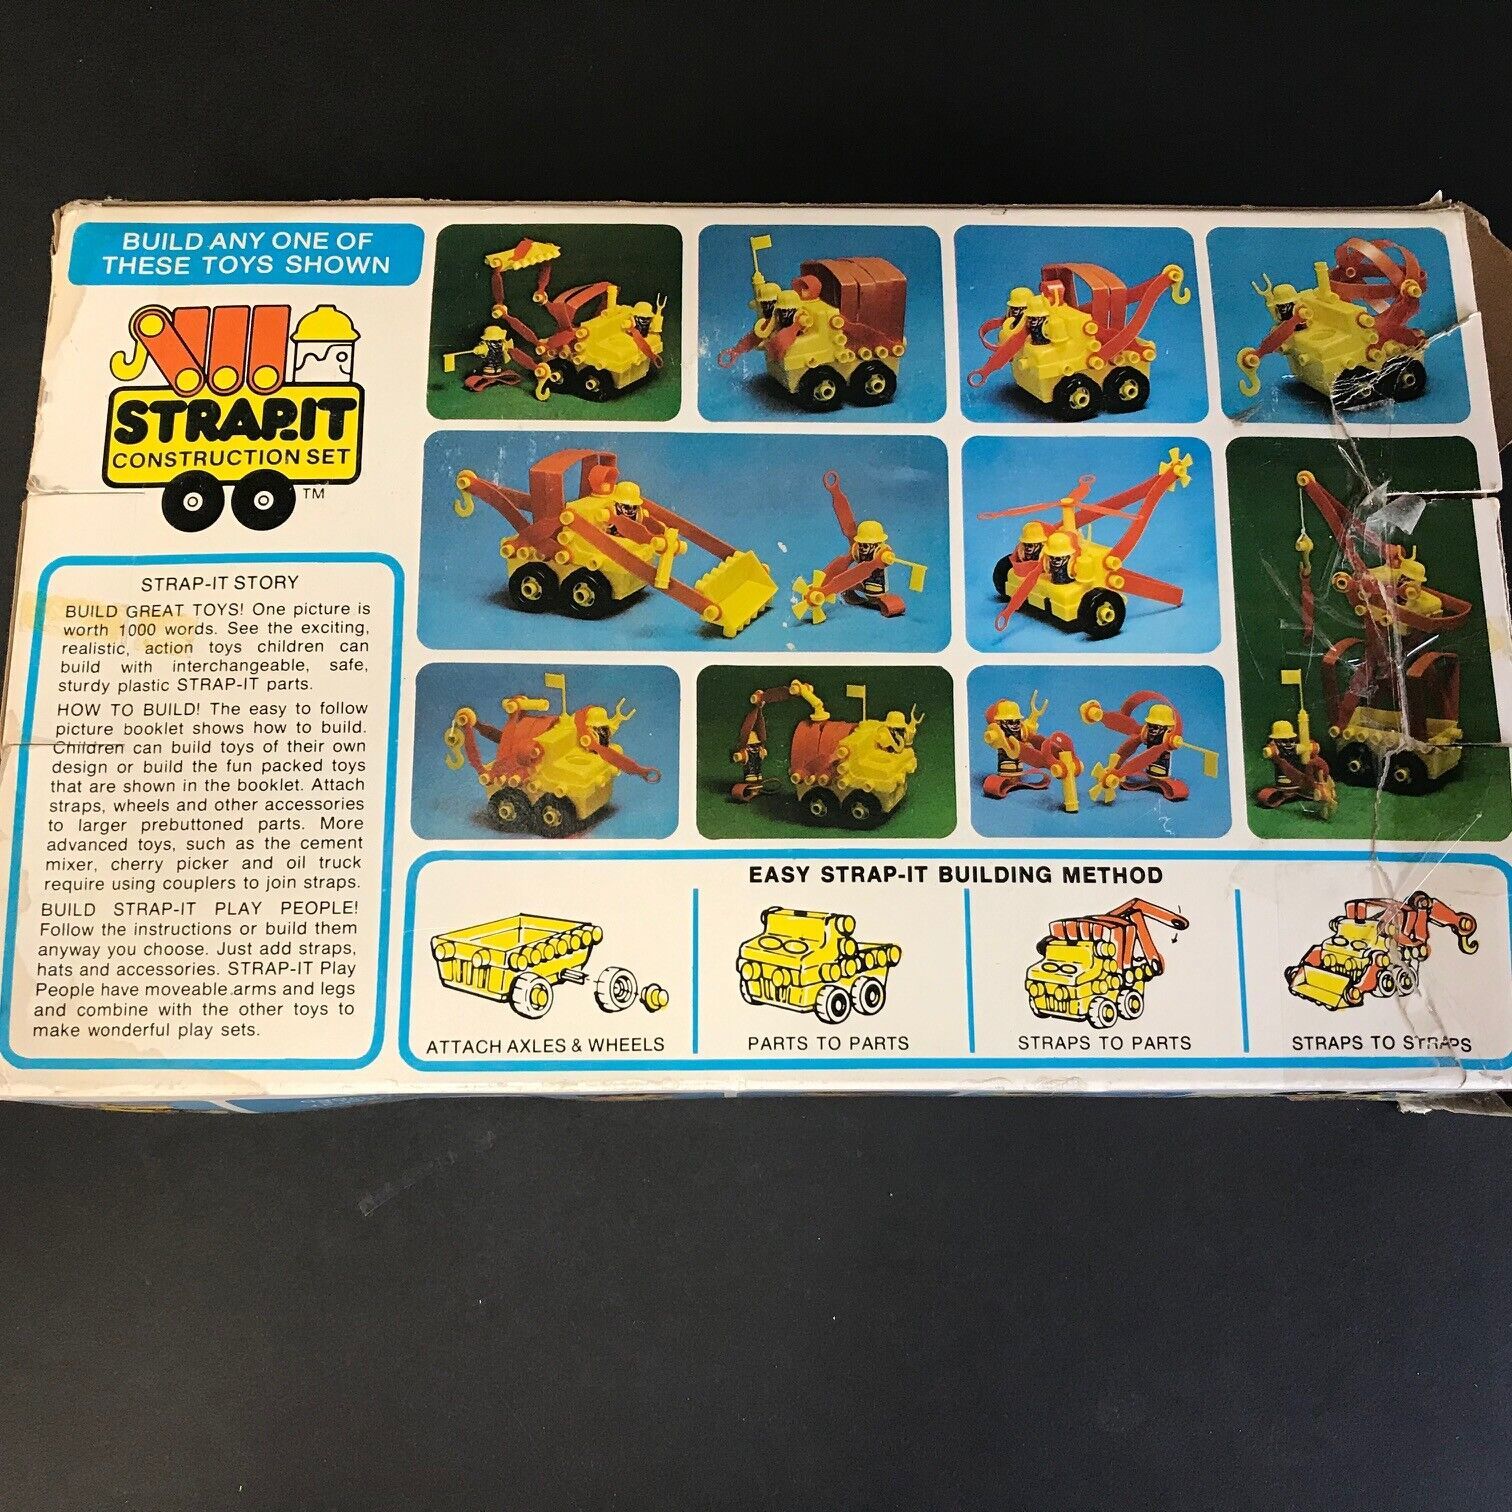 BUILD ANY ONE OF
THESE TOYS SHOWN
STRAP-IT
CONSTRUCTION SET
TM
STRAP-IT STORY
BUILD GREAT TOYS! One picture is
worth 1000 words. See the exciting,
realistic, action toys children can
build with interchangeable, safe,
sturdy plastic STRAP-IT parts.
HOW TO BUILD! The easy to follow
picture booklet shows how to build.
Children can build toys of their own
design or build the fun packed toys
that are shown in the booklet. Attach
straps, wheels and other accessories
to larger prebuttoned parts. More
advanced toys, such as the cement
mixer, cherry picker and oil truck
require using couplers to join straps.
BUILD STRAP-IT PLAY PEOPLE!
Follow the instructions or build them
anyway you choose. Just add straps,
hats and accessories. STRAP-IT Play
People have moveable arms and legs
and combine with the other toys to
make wonderful play sets.
EASY STRAP-IT BUILDING METHOD
ATTACH AXLES & WHEELS
PARTS TO PARTS
STRAPS TO PARTS
STRAPS TO STRAPS